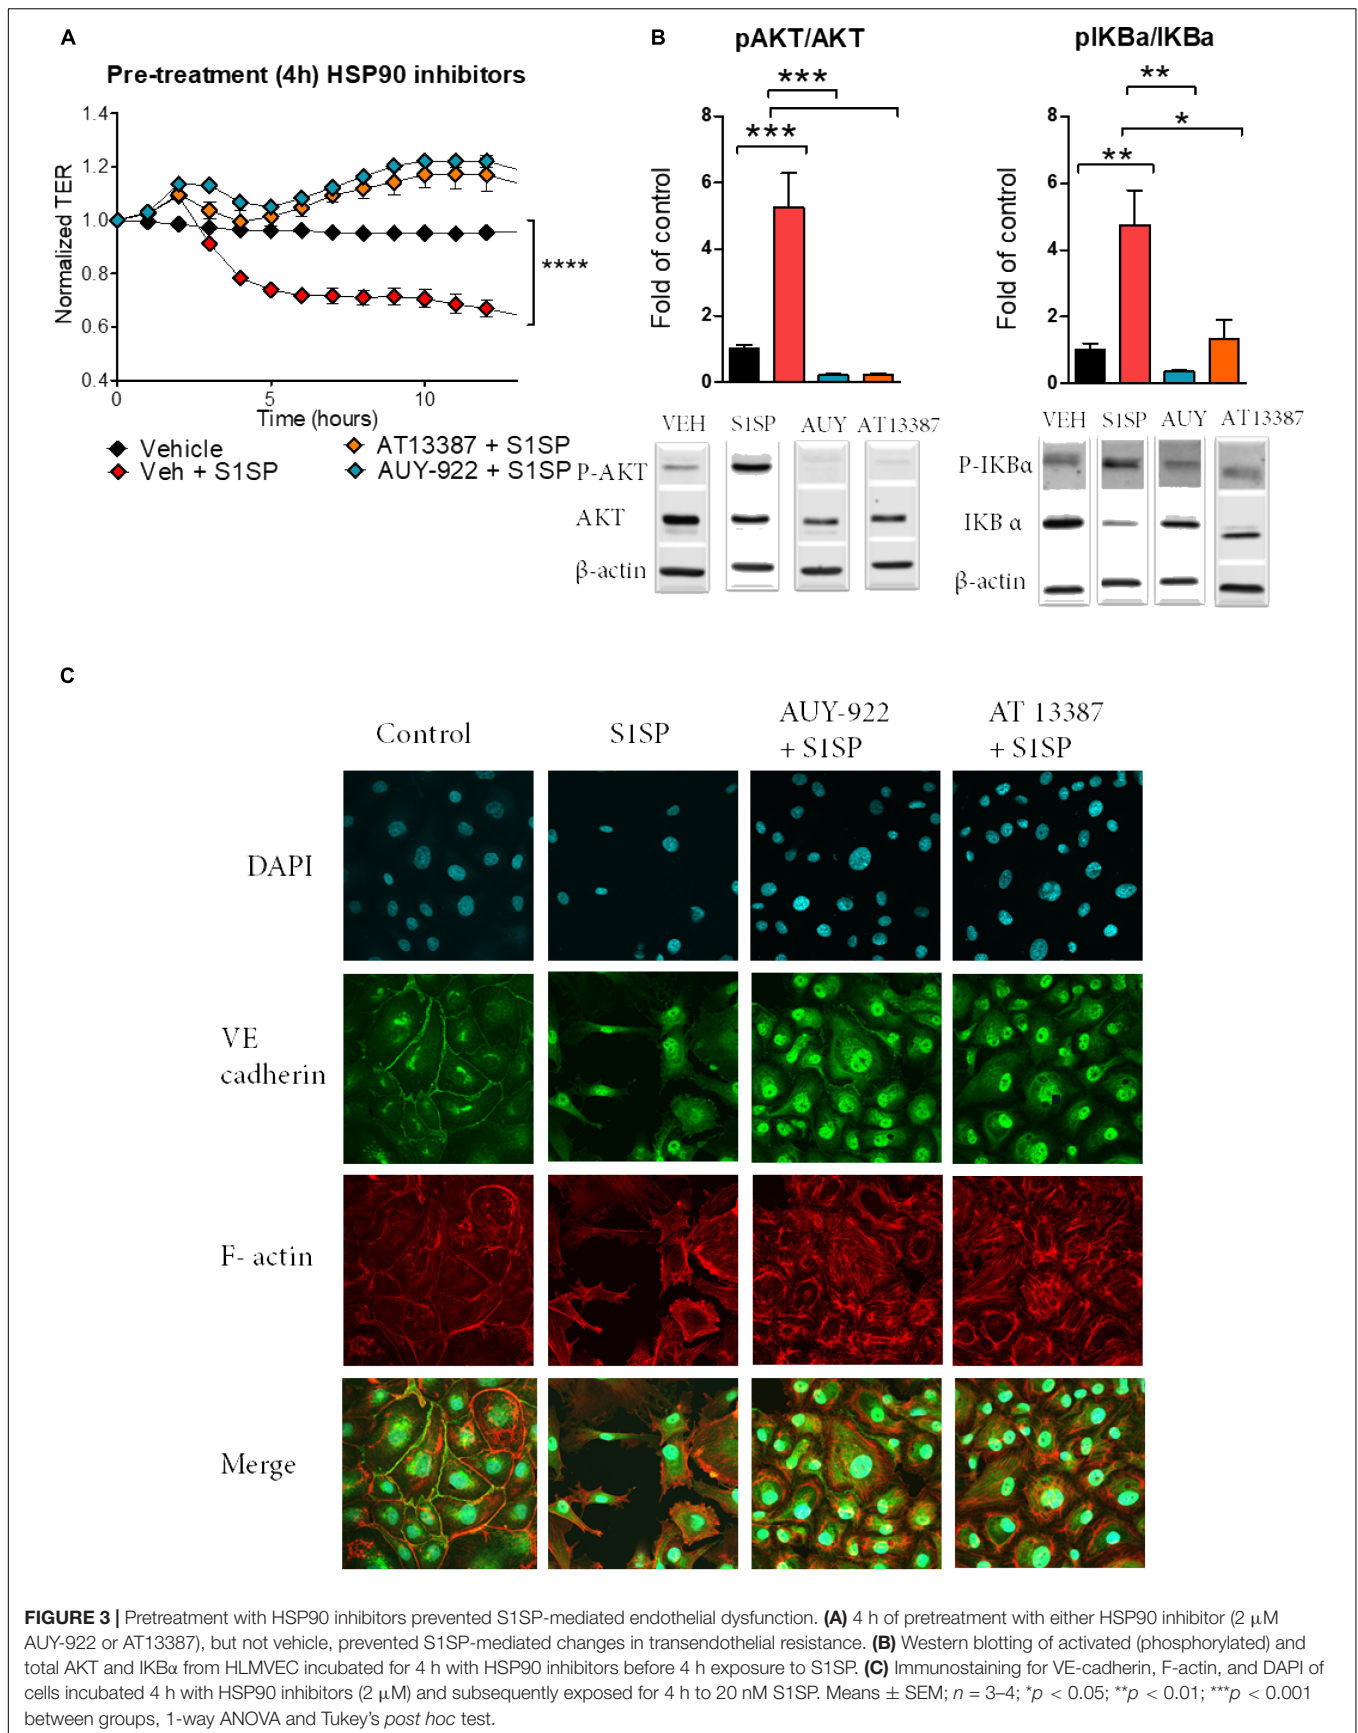 A
Pre-treatment (4h) HSP90 inhibitors
Normalized TER
1.4
1.2
1.0
0.8
0.6
0.4
0
5
10
Time (hours)
****
Vehicle
Veh + S1SP
AT13387 + S1SP
AUY-922 + S1SP
B
pAKT/AKT
***
***
Fold of control
8
6
4
2
0
VEH S1SP AUY AT13387
P-AKT
AKT
β-actin
pIKBa/IKBa
**
*
**
Fold of control
8
6
4
2
0
VEH S1SP AUY AT13387
P-IKBα
IKB α
β-actin
C
Control
S1SP
AUY-922
+ S1SP
AT 13387
+ S1SP
DAPI
VE
cadherin
F- actin
Merge
FIGURE 3 | Pretreatment with HSP90 inhibitors prevented S1SP-mediated endothelial dysfunction. (A) 4 h of pretreatment with either HSP90 inhibitor (2 μM
AUY-922 or AT13387), but not vehicle, prevented S1SP-mediated changes in transendothelial resistance. (B) Western blotting of activated (phosphorylated) and
total AKT and IKBα from HLMVEC incubated for 4 h with HSP90 inhibitors before 4 h exposure to S1SP. (C) Immunostaining for VE-cadherin, F-actin, and DAPI of
cells incubated 4 h with HSP90 inhibitors (2 μM) and subsequently exposed for 4 h to 20 nM S1SP. Means ± SEM; n = 3–4; *p < 0.05; **p < 0.01; ***p < 0.001
between groups, 1-way ANOVA and Tukey's post hoc test.